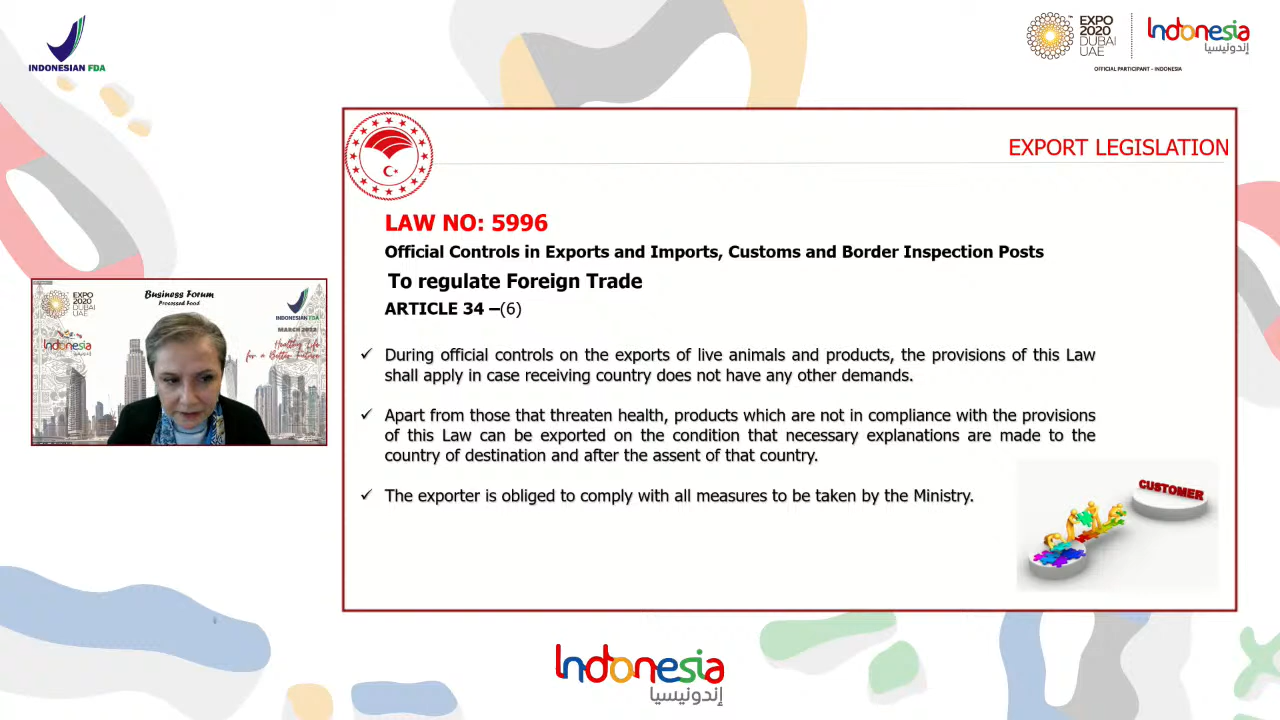 INDONESIAN FDA
EXPO
2020
DUBAI
UAE
Indonesia
إندونيسيا
OFFICIAL PARTICIPANT - INDONESIA
EXPORT LEGISLATION
LAW NO: 5996
Official Controls in Exports and Imports, Customs and Border Inspection Posts
To regulate Foreign Trade
ARTICLE 34 –(6)
✓ During official controls on the exports of live animals and products, the provisions of this Law
shall apply in case receiving country does not have any other demands.
✓ Apart from those that threaten health, products which are not in compliance with the provisions
of this Law can be exported on the condition that necessary explanations are made to the
country of destination and after the assent of that country.
✓ The exporter is obliged to comply with all measures to be taken by the Ministry.
CUSTOMER
EXPO
2020
DUBAI
UAE
Indonesia
Business Forum
Processed Food
INDONESIAN FDA
MARCH 2022
Healthy Life
for a Better Future
Indonesia
إندونيسيا